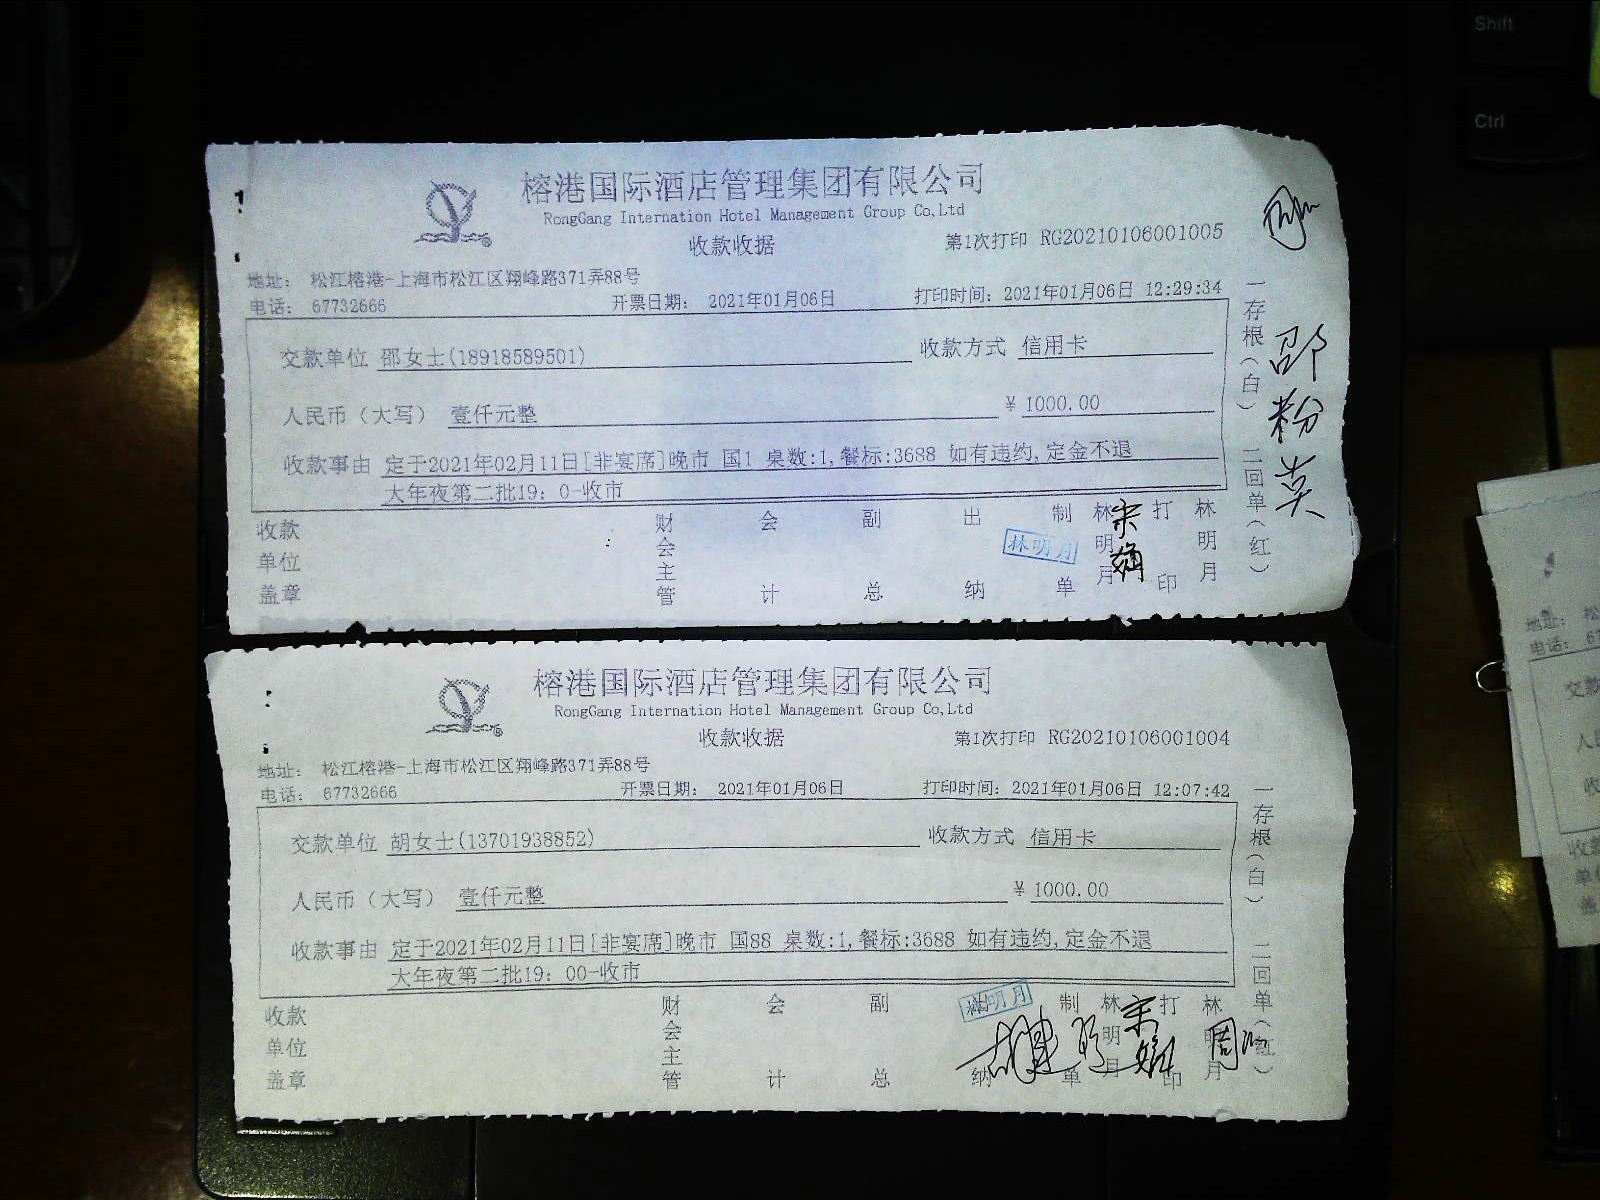 Shift
Ctrl
榕港国际酒店管理集团有限公司
RongGang Internation Hotel Management Group Co,Ltd
收款收据
第1次打印 RG20210106001005
地址: 松江榕港-上海市松江区翔峰路371弄88号
电话: 67732666 开票日期: 2021年01月06日 打印时间: 2021年01月06日 12:29:34
交款单位 邵女士(18918589501) 收款方式 信用卡
人民币（大写） 壹仟元整 ¥ 1000.00
收款事由 定于2021年02月11日[非宴席]晚市 国1 桌数:1,餐标:3688 如有违约,定金不退
大年夜第二批19: 0-收市
收款单位盖章 财会主管 会计 副总 出纳 制单 林明月 打印 林明月
林明月
宋娟
一存根(白) 二回单(红)
邵粉英
榕港国际酒店管理集团有限公司
RongGang Internation Hotel Management Group Co,Ltd
收款收据
第1次打印 RG20210106001004
地址: 松江榕港-上海市松江区翔峰路371弄88号
电话: 67732666 开票日期: 2021年01月06日 打印时间: 2021年01月06日 12:07:42
交款单位 胡女士(13701938852) 收款方式 信用卡
人民币（大写） 壹仟元整 ¥ 1000.00
收款事由 定于2021年02月11日[非宴席]晚市 国88 桌数:1,餐标:3688 如有违约,定金不退
大年夜第二批19: 00-收市
收款单位盖章 财会主管 会计 副总 出纳 制单 林明月 打印 林明月
林明月
宋娟
一存根(白) 二回单(红)
地址:
电话: